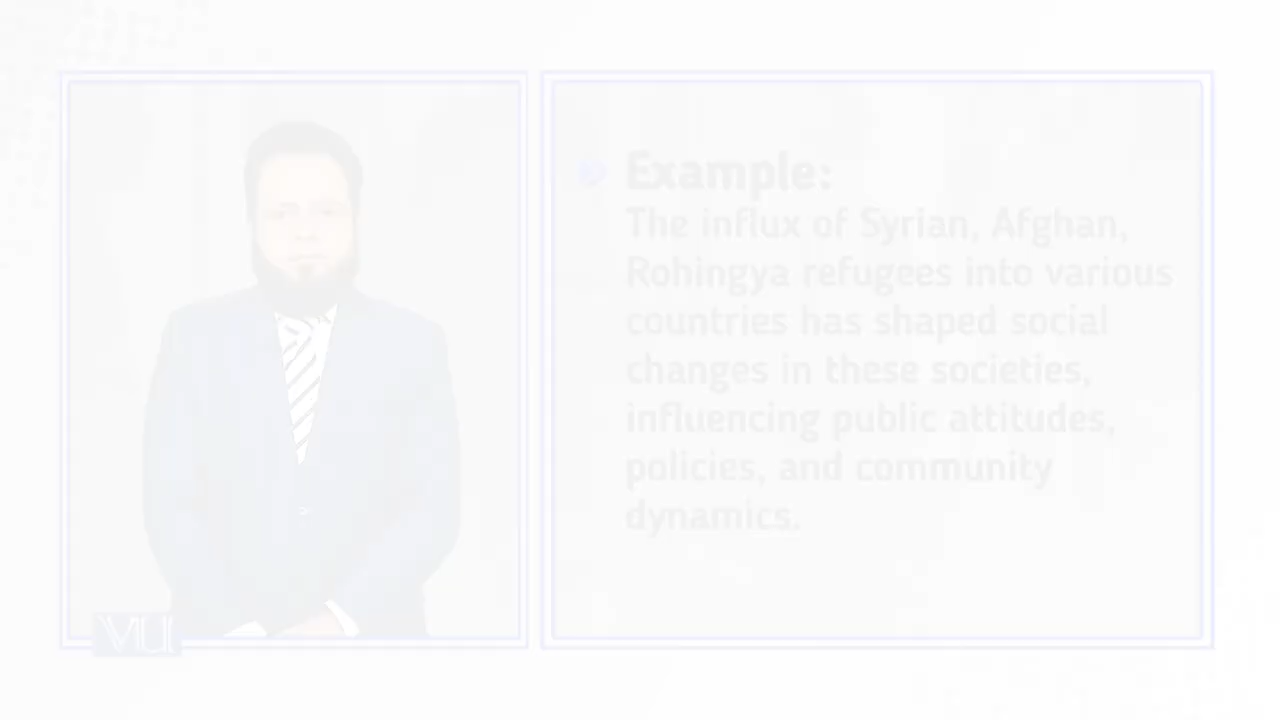 Example:
The influx of Syrian, Afghan,
Rohingya refugees into various
countries has shaped social
changes in these societies,
influencing public attitudes,
policies, and community
dynamics.
VU